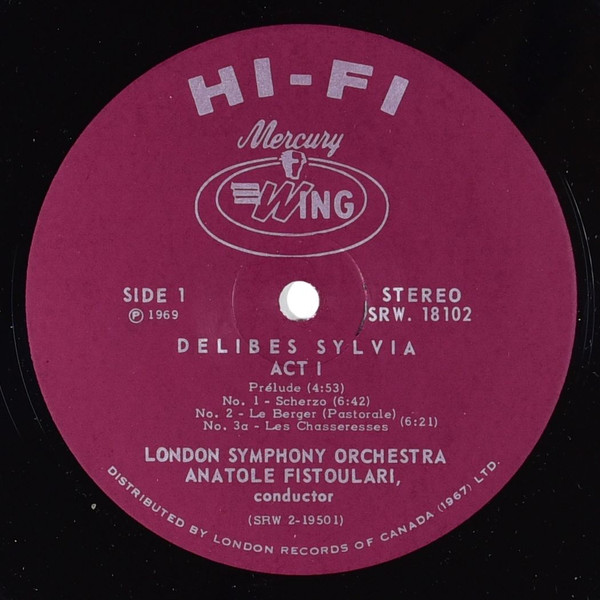 HI-FI
Mercury
WING
SIDE 1
℗ 1969
STEREO
SRW. 18102
DELIBES SYLVIA
ACT I
Prélude (4:53)
No. 1 - Scherzo (6:42)
No. 2 - Le Berger (Pastorale)
No. 3a - Les Chasseresses (6:21)
LONDON SYMPHONY ORCHESTRA
ANATOLE FISTOULARI,
conductor
(SRW 2-19501)
DISTRIBUTED BY LONDON RECORDS OF CANADA (1967) LTD.